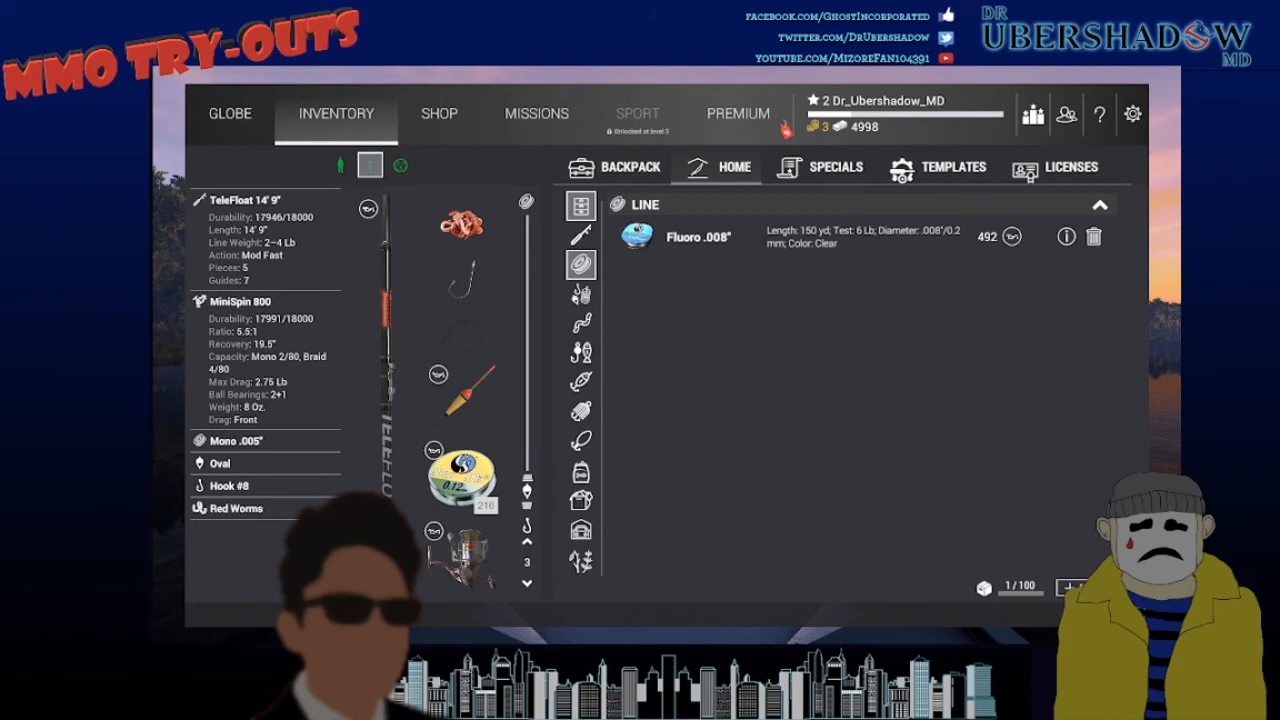 MMO TRY-OUTS
FACEBOOK.COM/GHOSTINCORPORATED
TWITTER.COM/DRUBERSHADOW
YOUTUBE.COM/MIZOREFAN104391
DR
UBERSHADOW
MD
GLOBE
INVENTORY
SHOP
MISSIONS
SPORT
Unlocked at level 3
PREMIUM
2 Dr_Ubershadow_MD
3 4998
?
1
BACKPACK
HOME
SPECIALS
TEMPLATES
LICENSES
TeleFloat 14' 9"
Durability: 17946/18000
Length: 14' 9"
Line Weight: 2–4 Lb
Action: Mod Fast
Pieces: 5
Guides: 7
MiniSpin 800
Durability: 17991/18000
Ratio: 5.5:1
Recovery: 19.5"
Capacity: Mono 2/80, Braid
4/80
Max Drag: 2.75 Lb
Ball Bearings: 2+1
Weight: 8 Oz.
Drag: Front
Mono .005"
Oval
Hook #8
Red Worms
TELEFLO
0.12
216
3
LINE
Fluoro .008"
Length: 150 yd; Test: 6 Lb; Diameter: .008"/0.2
mm; Color: Clear
492
1 / 100